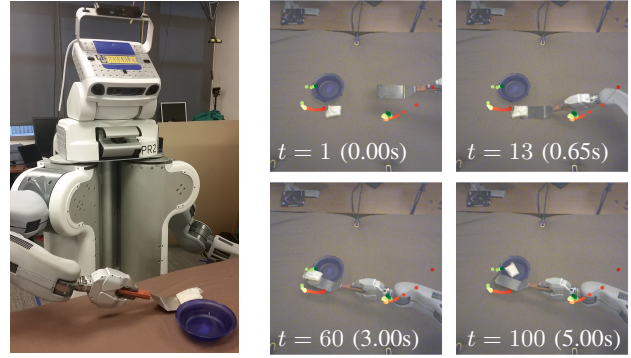 PR2
t = 1 (0.00s)
t = 13 (0.65s)
t = 60 (3.00s)
t = 100 (5.00s)